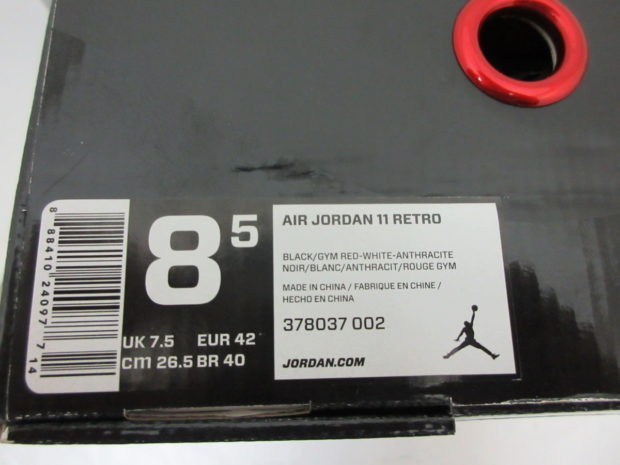 8 88410 24097 7 14
8 5
UK 7.5 EUR 42
cm 26.5 BR 40
AIR JORDAN 11 RETRO
BLACK/GYM RED-WHITE-ANTHRACITE
NOIR/BLANC/ANTHRACIT/ROUGE GYM
MADE IN CHINA / FABRIQUE EN CHINE /
HECHO EN CHINA
378037 002
JORDAN.COM